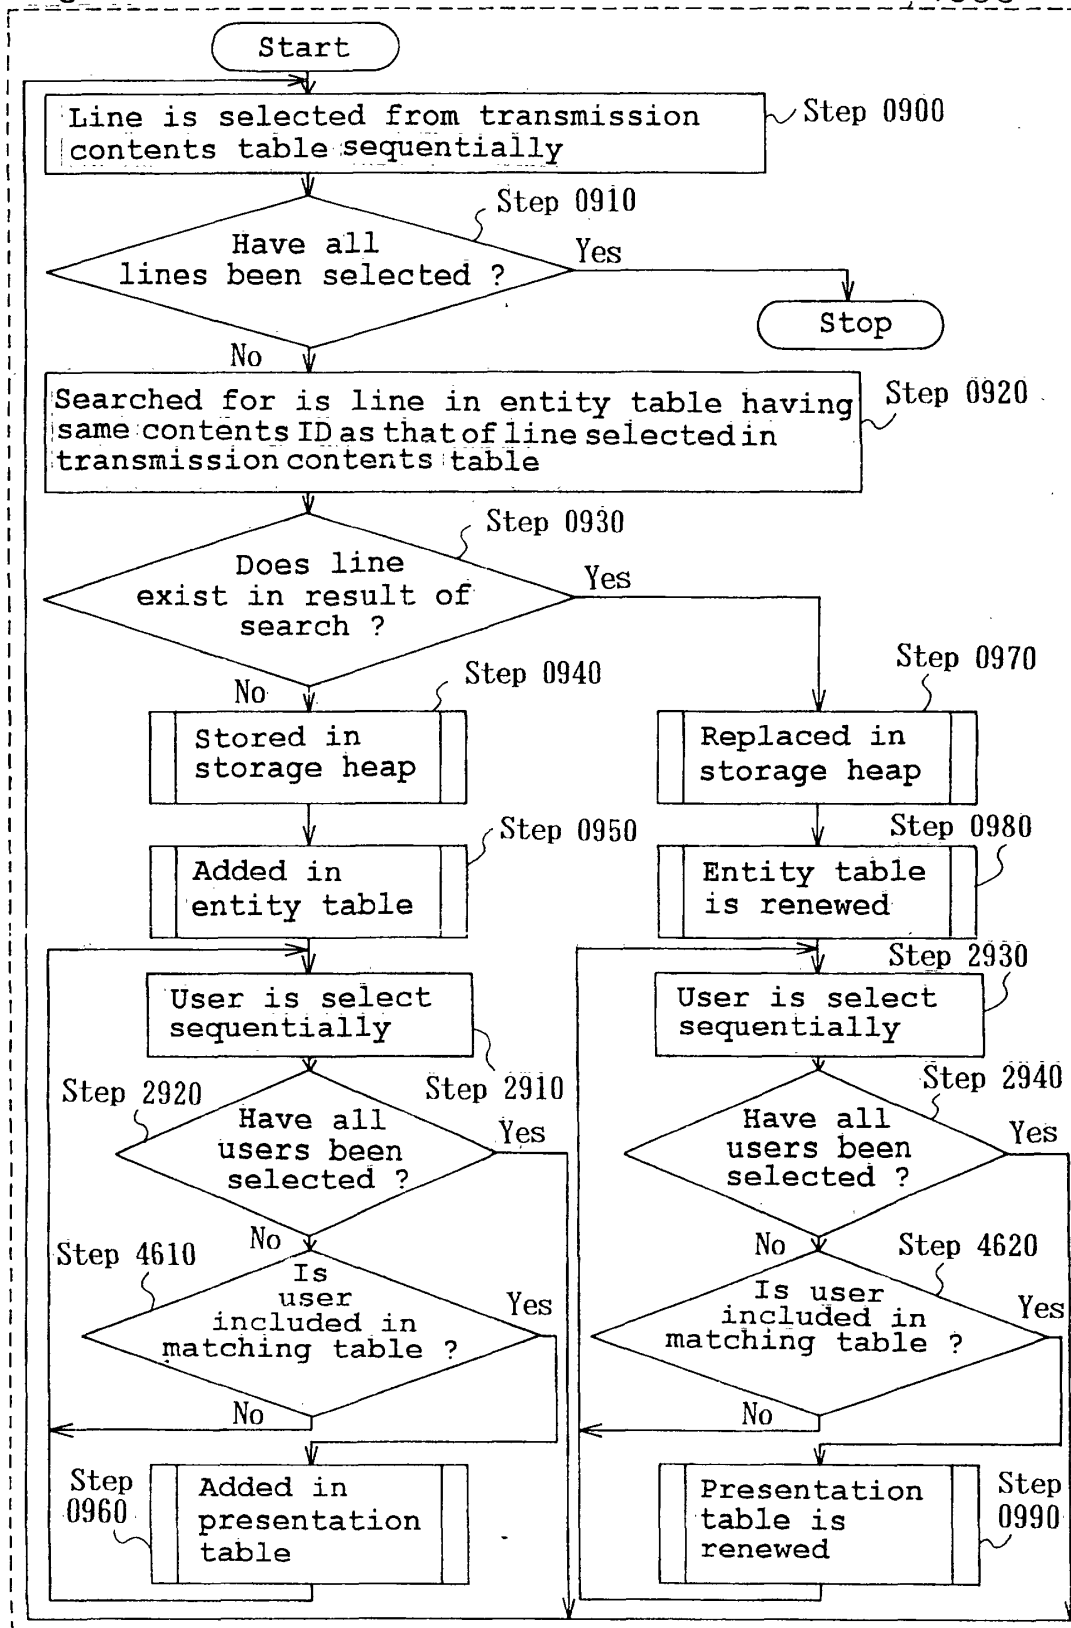 Start
Line is selected from transmission
contents table sequentially
Step 0900
Step 0910
Have all
lines been selected ?
Yes
Stop
No
Searched for is line in entity table having
same contents ID as that of line selected in
transmission contents table
Step 0920
Step 0930
Does line
exist in result of
search ?
Yes
No
Step 0940
Step 0970
Stored in
storage heap
Replaced in
storage heap
Step 0950
Step 0980
Added in
entity table
Entity table
is renewed
Step 2930
User is select
sequentially
User is select
sequentially
Step 2920
Step 2910
Step 2940
Have all
users been
selected ?
Yes
Have all
users been
selected ?
Yes
No
No
Step 4610
Step 4620
Is
user
included in
matching table ?
Yes
Is user
included in
matching table ?
Yes
No
No
Step
0960
Added in
presentation
table
Presentation
table is
renewed
Step
0990